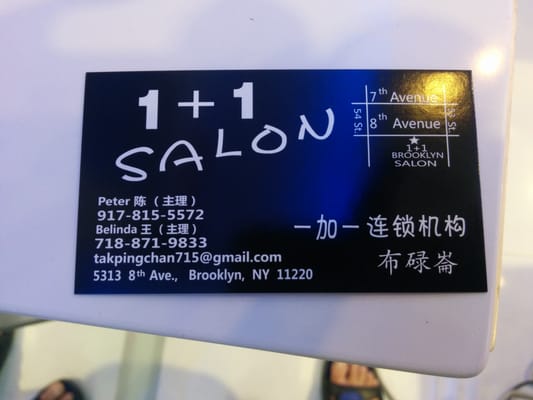 1+1
SALON
7th Avenue
54 St.
8th Avenue
St.
1+1
BROOKLYN
SALON
Peter 陈（主理）
917-815-5572
Belinda 王（主理）
718-871-9833
takpingchan715@gmail.com
5313 8th Ave., Brooklyn, NY 11220
一加一连锁机构
布碌崙